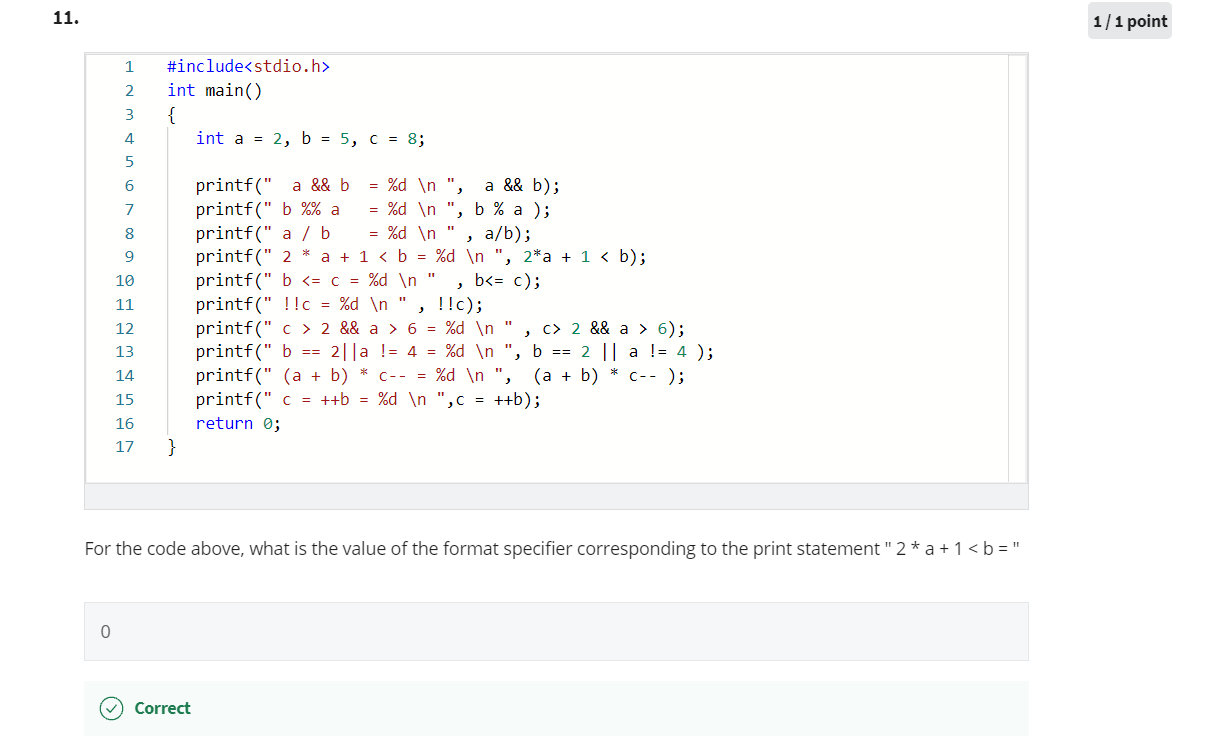 11.
1 / 1 point
1 #include<stdio.h>
2 int main()
3 {
4    int a = 2, b = 5, c = 8;
5
6    printf("  a && b  = %d \n ",  a && b);
7    printf(" b %% a   = %d \n ", b % a );
8    printf(" a / b    = %d \n " , a/b);
9    printf(" 2 * a + 1 < b = %d \n ", 2*a + 1 < b);
10    printf(" b <= c = %d \n "  , b<= c);
11    printf(" !!c = %d \n " , !!c);
12    printf(" c > 2 && a > 6 = %d \n " , c> 2 && a > 6);
13    printf(" b == 2||a != 4 = %d \n ", b == 2 || a != 4 );
14    printf(" (a + b) * c-- = %d \n ",  (a + b) * c-- );
15    printf(" c = ++b = %d \n ",c = ++b);
16    return 0;
17 }
For the code above, what is the value of the format specifier corresponding to the print statement " 2 * a + 1 < b = "
0
Correct